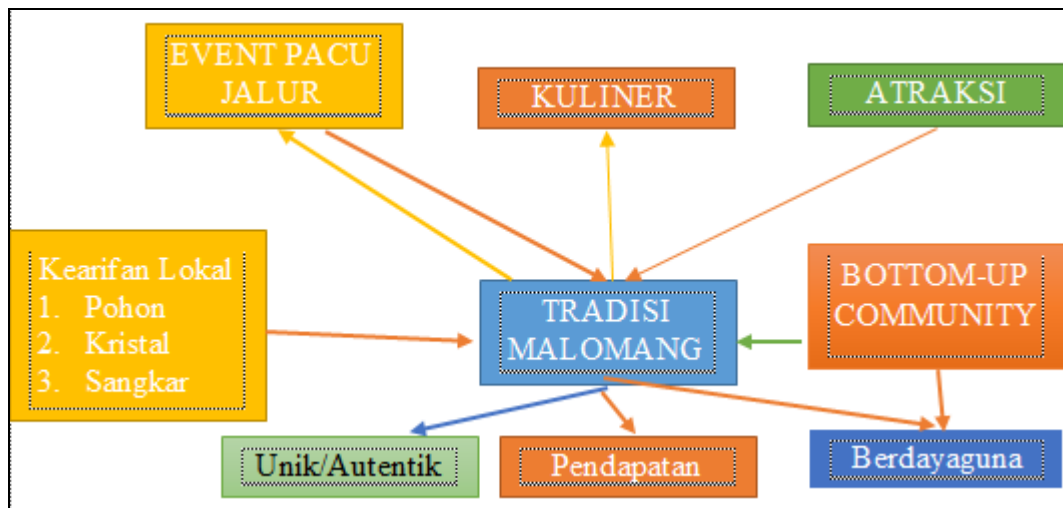 EVENT PACU
JALUR
KULINER
ATRAKSI
Kearifan Lokal
1. Pohon
2. Kristal
3. Sangkar
TRADISI
MALOMANG
BOTTOM-UP
COMMUNITY
Unik/Autentik
Pendapatan
Berdayaguna